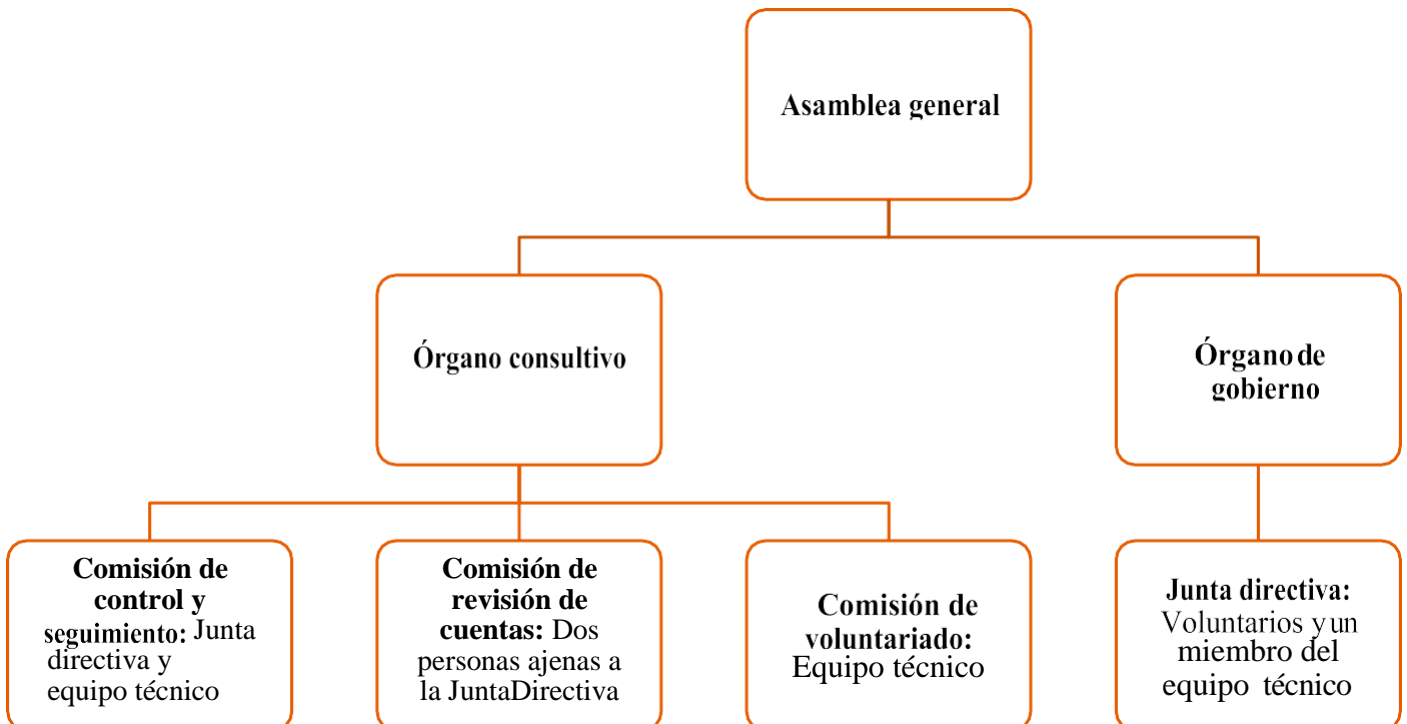 Asamblea general
Órgano consultivo
Órgano de
gobierno
Comisión de
control y
seguimiento: Junta
directiva y
equipo técnico
Comisión de
revisión de
cuentas: Dos
personas ajenas a
la JuntaDirectiva
Comisión de
voluntariado:
Equipo técnico
Junta directiva:
Voluntarios y un
miembro del
equipo técnico